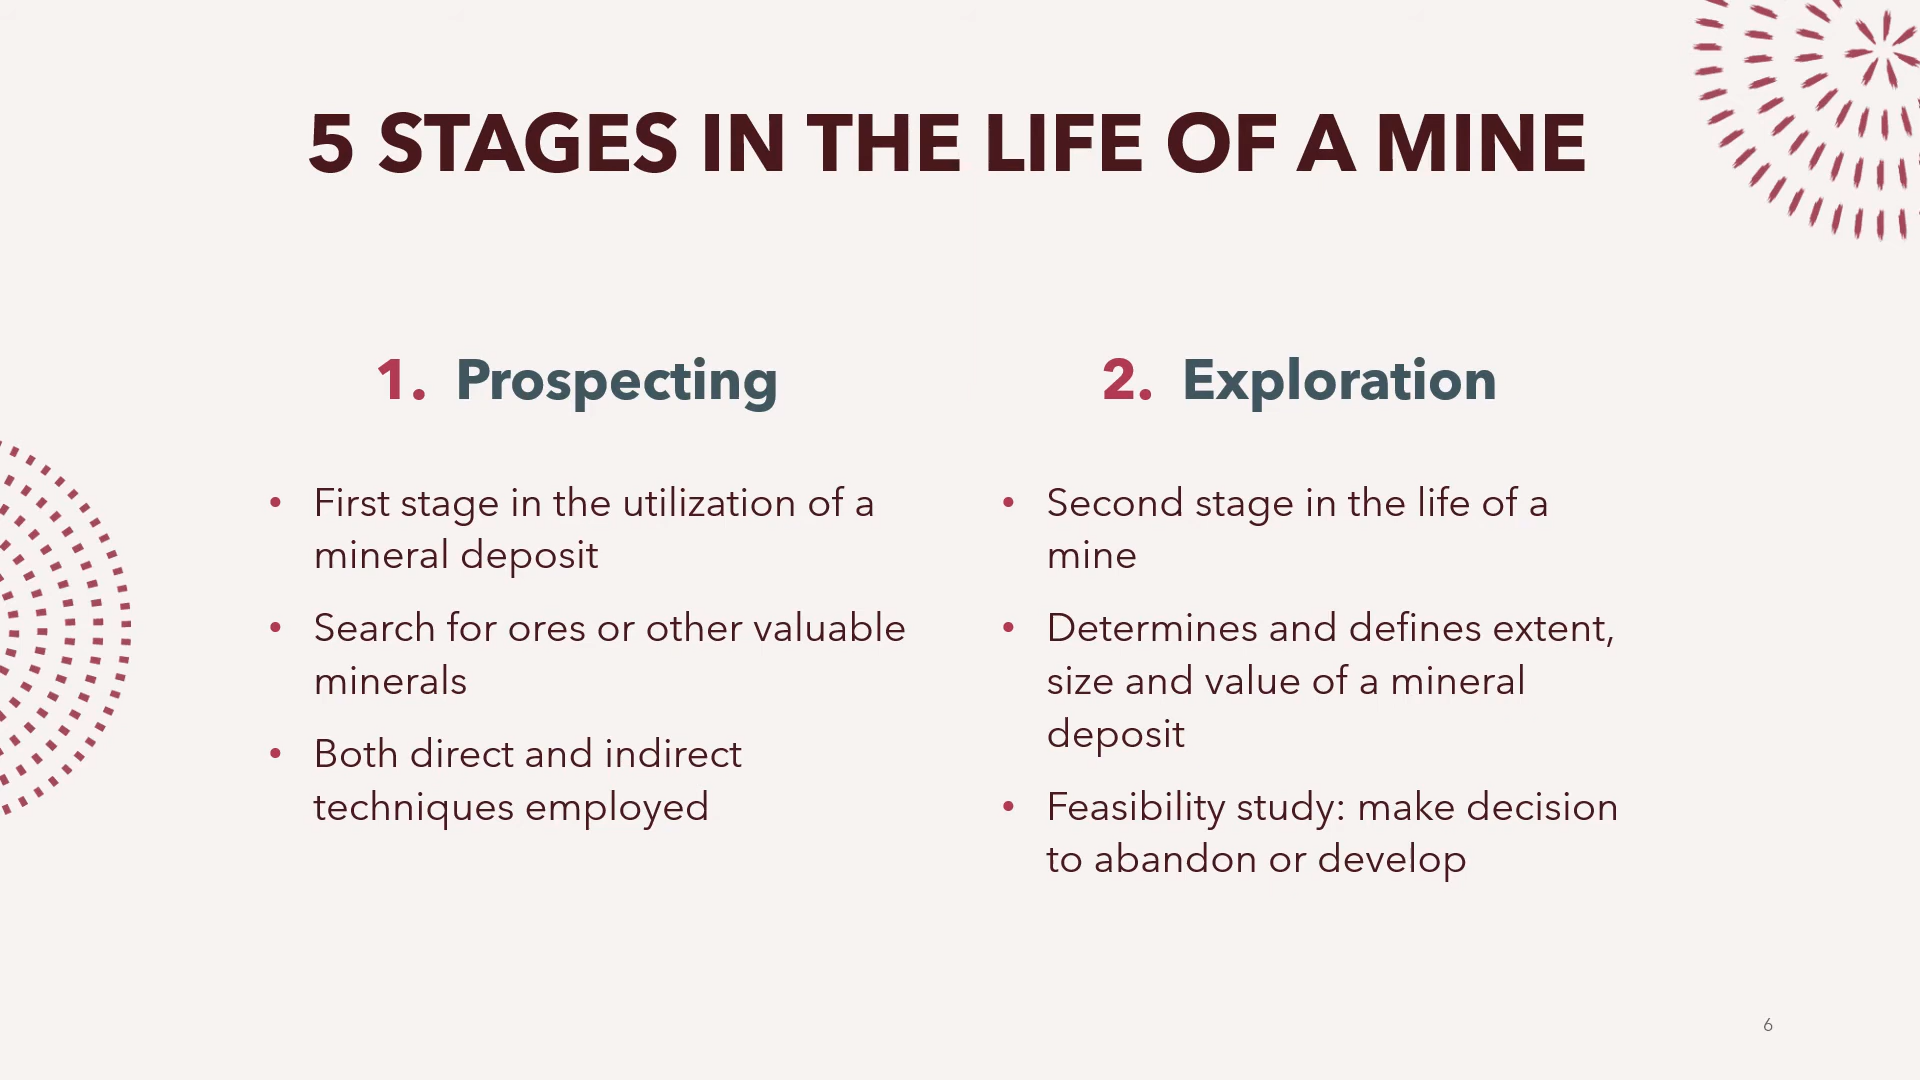 5 STAGES IN THE LIFE OF A MINE
1. Prospecting
• First stage in the utilization of a
mineral deposit
• Search for ores or other valuable
minerals
• Both direct and indirect
techniques employed
2. Exploration
• Second stage in the life of a
mine
• Determines and defines extent,
size and value of a mineral
deposit
• Feasibility study: make decision
to abandon or develop
6